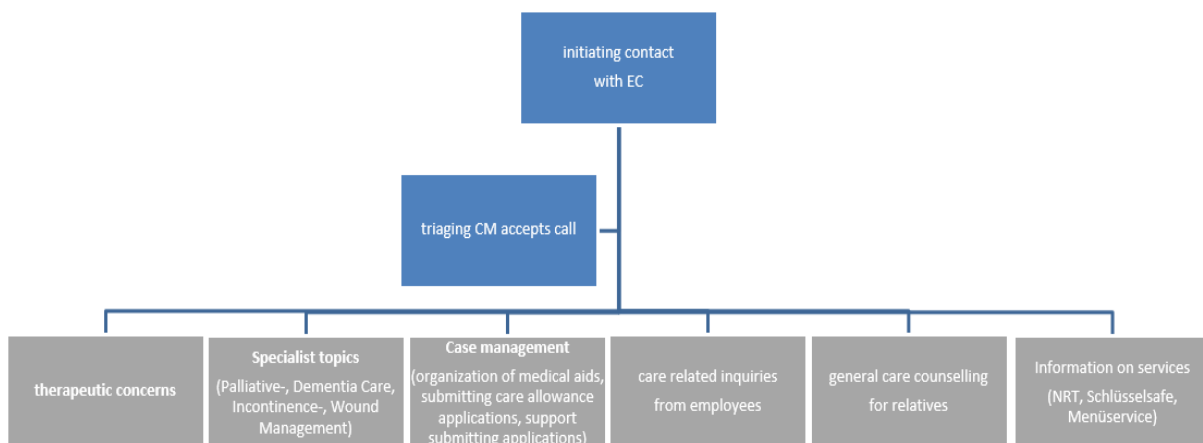 initiating contact
with EC
triaging CM accepts call
therapeutic concerns
Specialist topics
(Palliative-, Dementia Care,
Incontinence-, Wound
Management)
Case management
(organization of medical aids,
submitting care allowance
applications, support
submitting applications)
care related inquiries
from employees
general care counselling
for relatives
Information on services
(NRT, Schlüsselsafe,
Menüservice)